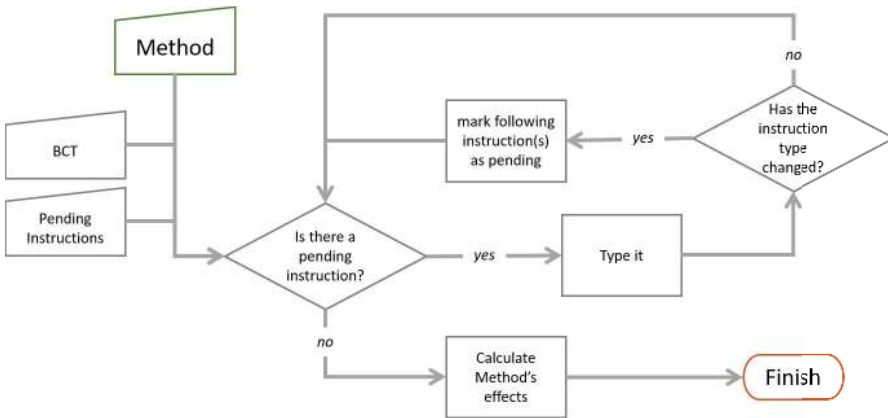 Method
no
BCT
mark following
instruction(s)
as pending
yes
Has the
instruction
type
changed?
Pending
Instructions
Is there a
pending
instruction?
yes
Type it
no
Calculate
Method's
effects
Finish